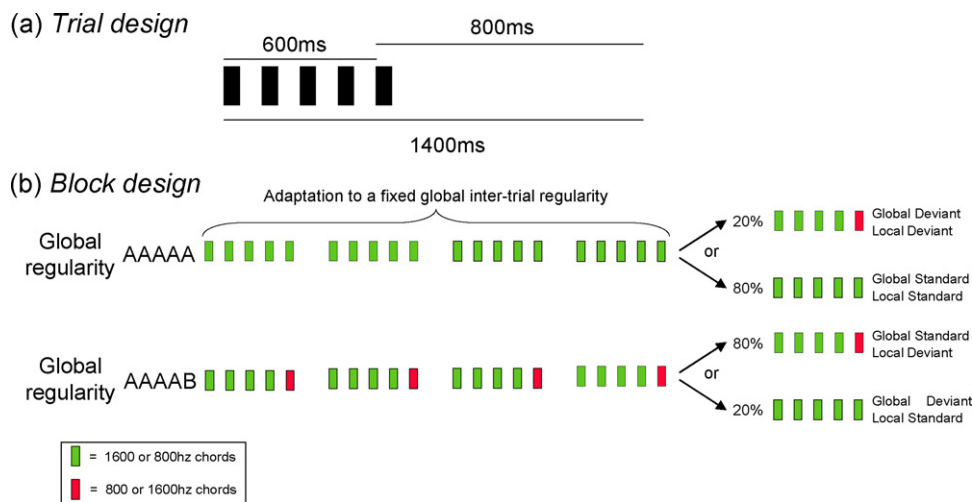 (a) Trial design
800ms
600ms
1400ms
(b) Block design
Adaptation to a fixed global inter-trial regularity
Global
regularity
AAAAA
20%
Global Deviant
Local Deviant
or
80%
Global Standard
Local Standard
Global
regularity
AAAAB
80%
Global Standard
Local Deviant
or
20%
Global Deviant
Local Standard
= 1600 or 800hz chords
= 800 or 1600hz chords